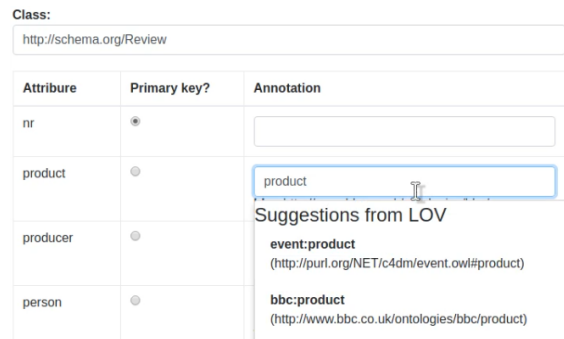 Class:
http://schema.org/Review
Attribure Primary key? Annotation
nr
product product
Suggestions from LOV
event:product
producer (http://purl.org/NET/c4dm/event.owl#product)
bbc:product
person (http://www.bbc.co.uk/ontologies/bbc/product)